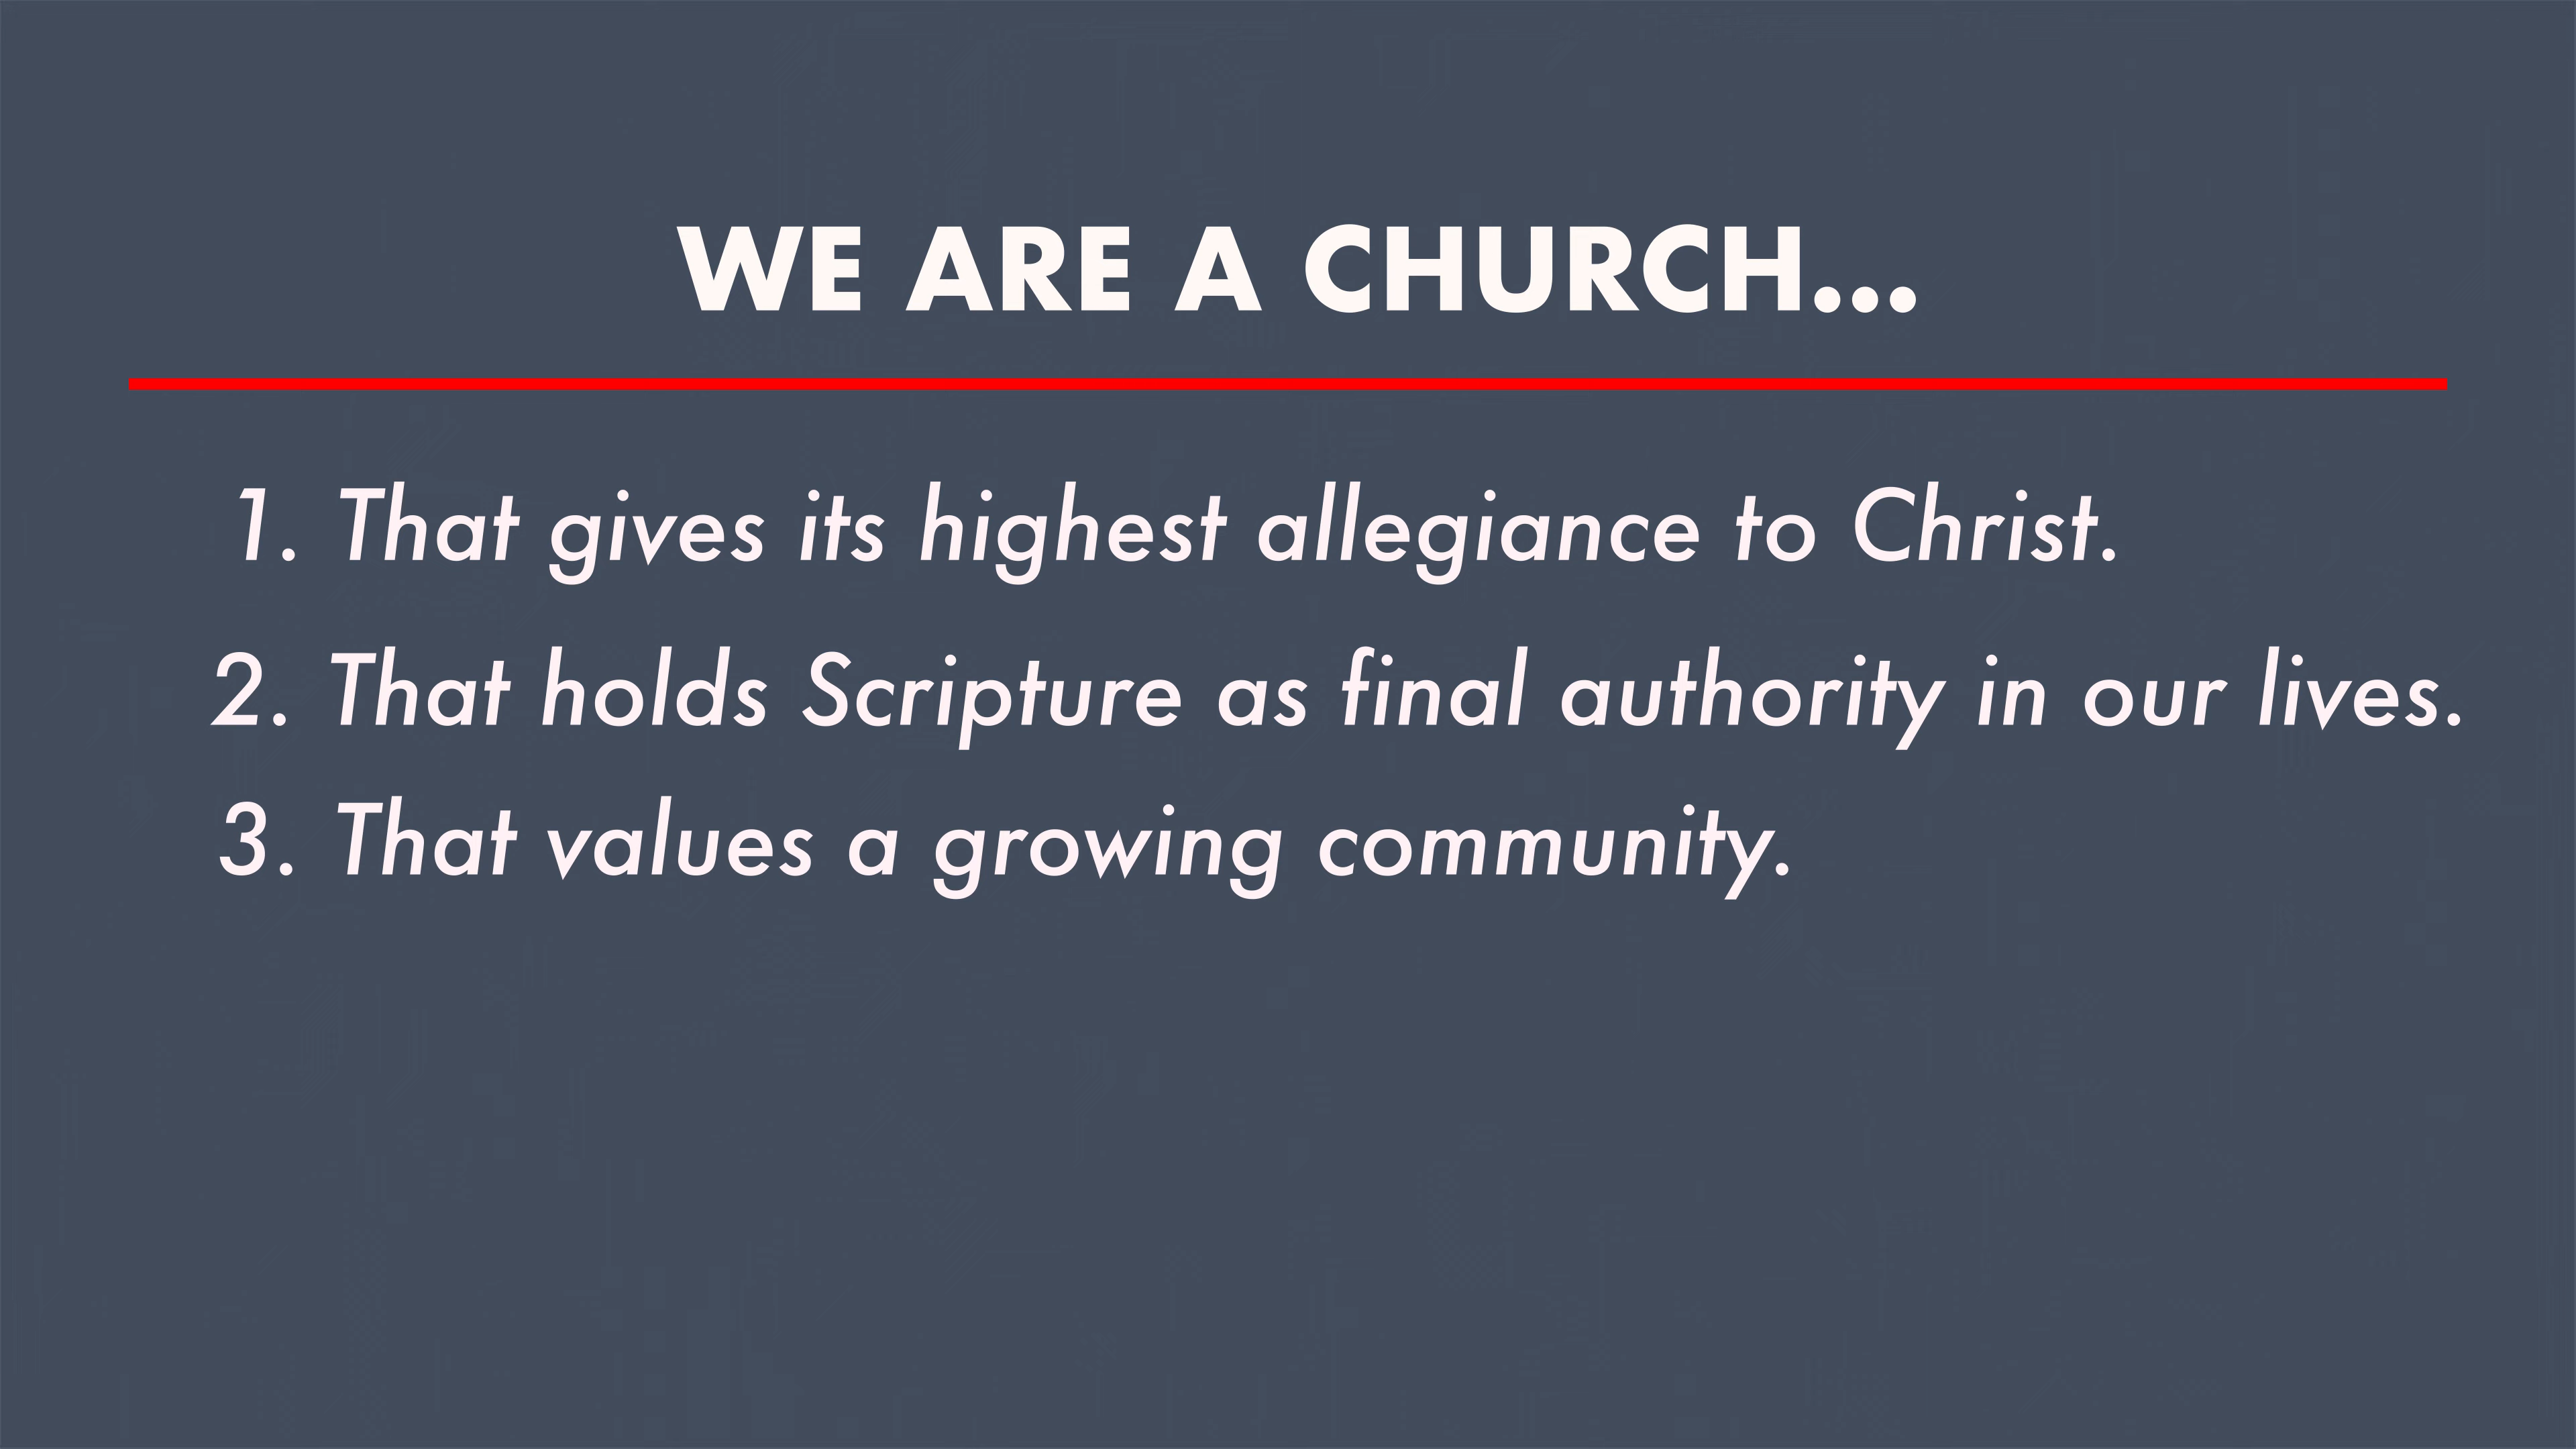 WE ARE A CHURCH...
1. That gives its highest allegiance to Christ.
2. That holds Scripture as final authority in our lives.
3. That values a growing community.